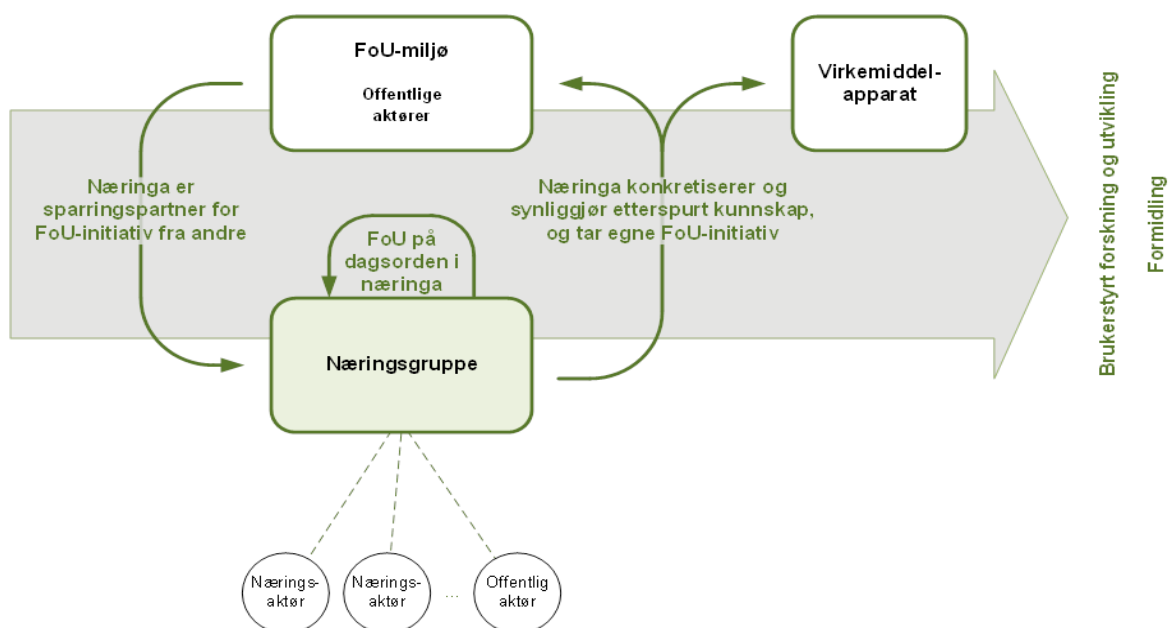 FoU-miljø
Offentlige
aktører
Virkemiddel-
apparat
Næringa er
sparringspartner for
FoU-initiativ fra andre
Næringa konkretiserer og
synliggjør etterspurt kunnskap,
og tar egne FoU-initiativ
FoU på
dagsorden i
næringa
Næringsgruppe
Nærings-
aktør
Nærings-
aktør
...
Offentlig
aktør
Brukerstyrt forskning og utvikling
Formidling